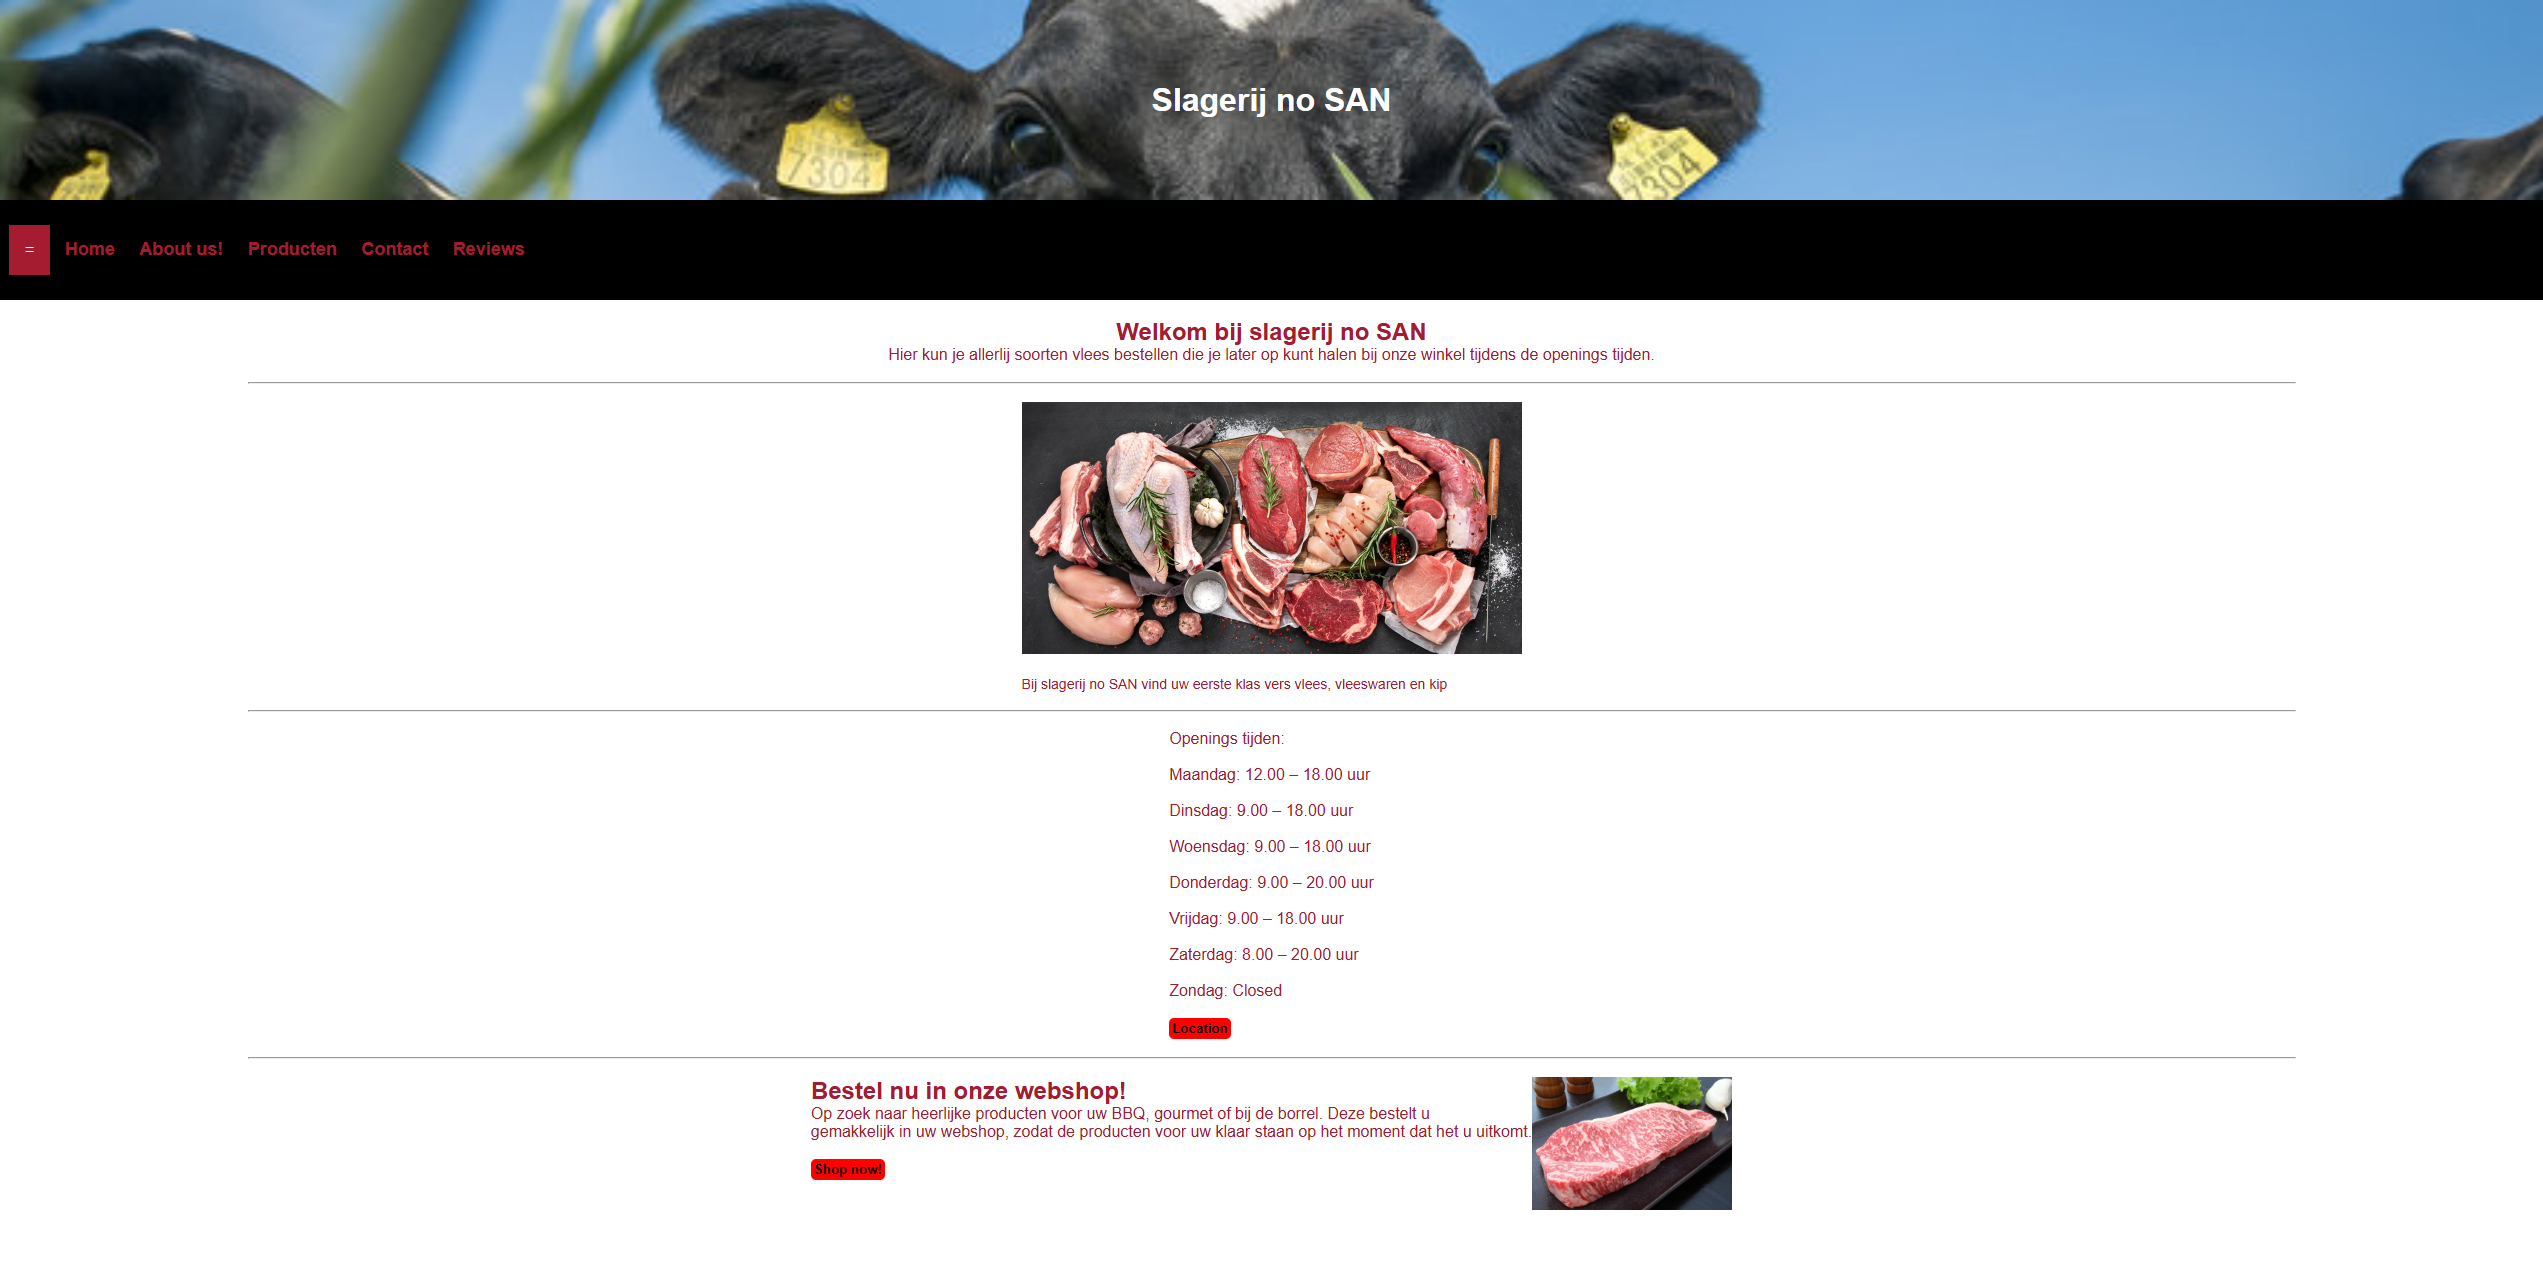 Slagerij no SAN
7304
7304
= Home About us! Producten Contact Reviews
Welkom bij slagerij no SAN
Hier kun je allerlij soorten vlees bestellen die je later op kunt halen bij onze winkel tijdens de openings tijden.
Bij slagerij no SAN vind uw eerste klas vers vlees, vleeswaren en kip
Openings tijden:
Maandag: 12.00 – 18.00 uur
Dinsdag: 9.00 – 18.00 uur
Woensdag: 9.00 – 18.00 uur
Donderdag: 9.00 – 20.00 uur
Vrijdag: 9.00 – 18.00 uur
Zaterdag: 8.00 – 20.00 uur
Zondag: Closed
Location
Bestel nu in onze webshop!
Op zoek naar heerlijke producten voor uw BBQ, gourmet of bij de borrel. Deze bestelt u
gemakkelijk in uw webshop, zodat de producten voor uw klaar staan op het moment dat het u uitkomt.
Shop now!